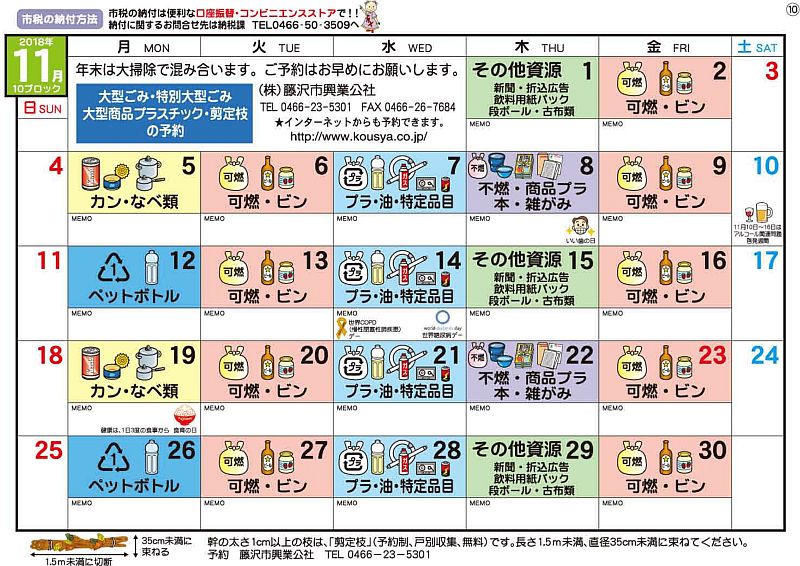 ⑩
市税の納付方法
市税の納付は便利な口座振替・コンビニエンスストアで!!
納付に関するお問合せ先は納税課 TEL0466-50-3509へ
2018年
11月
10ブロック
日 SUN
月 MON
火 TUE
水 WED
木 THU
金 FRI
土 SAT
年末は大掃除で混み合います。ご予約はお早めにお願いします。
大型ごみ・特別大型ごみ
大型商品プラスチック・剪定枝
の予約
(株)藤沢市興業公社
TEL 0466-23-5301 FAX 0466-26-7684
★インターネットからも予約できます。
http://www.kousya.co.jp/
その他資源 1
新聞・折込広告
飲料用紙パック
段ボール・古布類
MEMO
可燃 2
可燃・ビン
MEMO
3
4
5
カン・なべ類
MEMO
可燃 6
可燃・ビン
MEMO
プラ 7
プラ・油・特定品目
MEMO
不燃 8
不燃・商品プラ
本・雑がみ
MEMO
いい歯の日
可燃 9
可燃・ビン
MEMO
10
11月10日~16日は
アルコール関連問題
啓発週間
11
1 12
ペットボトル
MEMO
可燃 13
可燃・ビン
MEMO
プラ 14
プラ・油・特定品目
MEMO
世界COPD
(慢性閉塞性肺疾患)
デー
world diabetes day
世界糖尿病デー
その他資源 15
新聞・折込広告
飲料用紙パック
段ボール・古布類
MEMO
可燃 16
可燃・ビン
MEMO
17
18
19
カン・なべ類
MEMO
健康は、1日3度の食事から 食育の日
可燃 20
可燃・ビン
MEMO
プラ 21
プラ・油・特定品目
MEMO
不燃 22
不燃・商品プラ
本・雑がみ
MEMO
可燃 23
可燃・ビン
MEMO
24
25
1 26
ペットボトル
MEMO
可燃 27
可燃・ビン
MEMO
プラ 28
プラ・油・特定品目
MEMO
その他資源 29
新聞・折込広告
飲料用紙パック
段ボール・古布類
MEMO
可燃 30
可燃・ビン
MEMO
35cm未満に
束ねる
1.5m未満に切断
幹の太さ1cm以上の枝は、「剪定枝」(予約制、戸別収集、無料)です。長さ1.5m未満、直径35cm未満に束ねてください。
予約 藤沢市興業公社 TEL 0466-23-5301